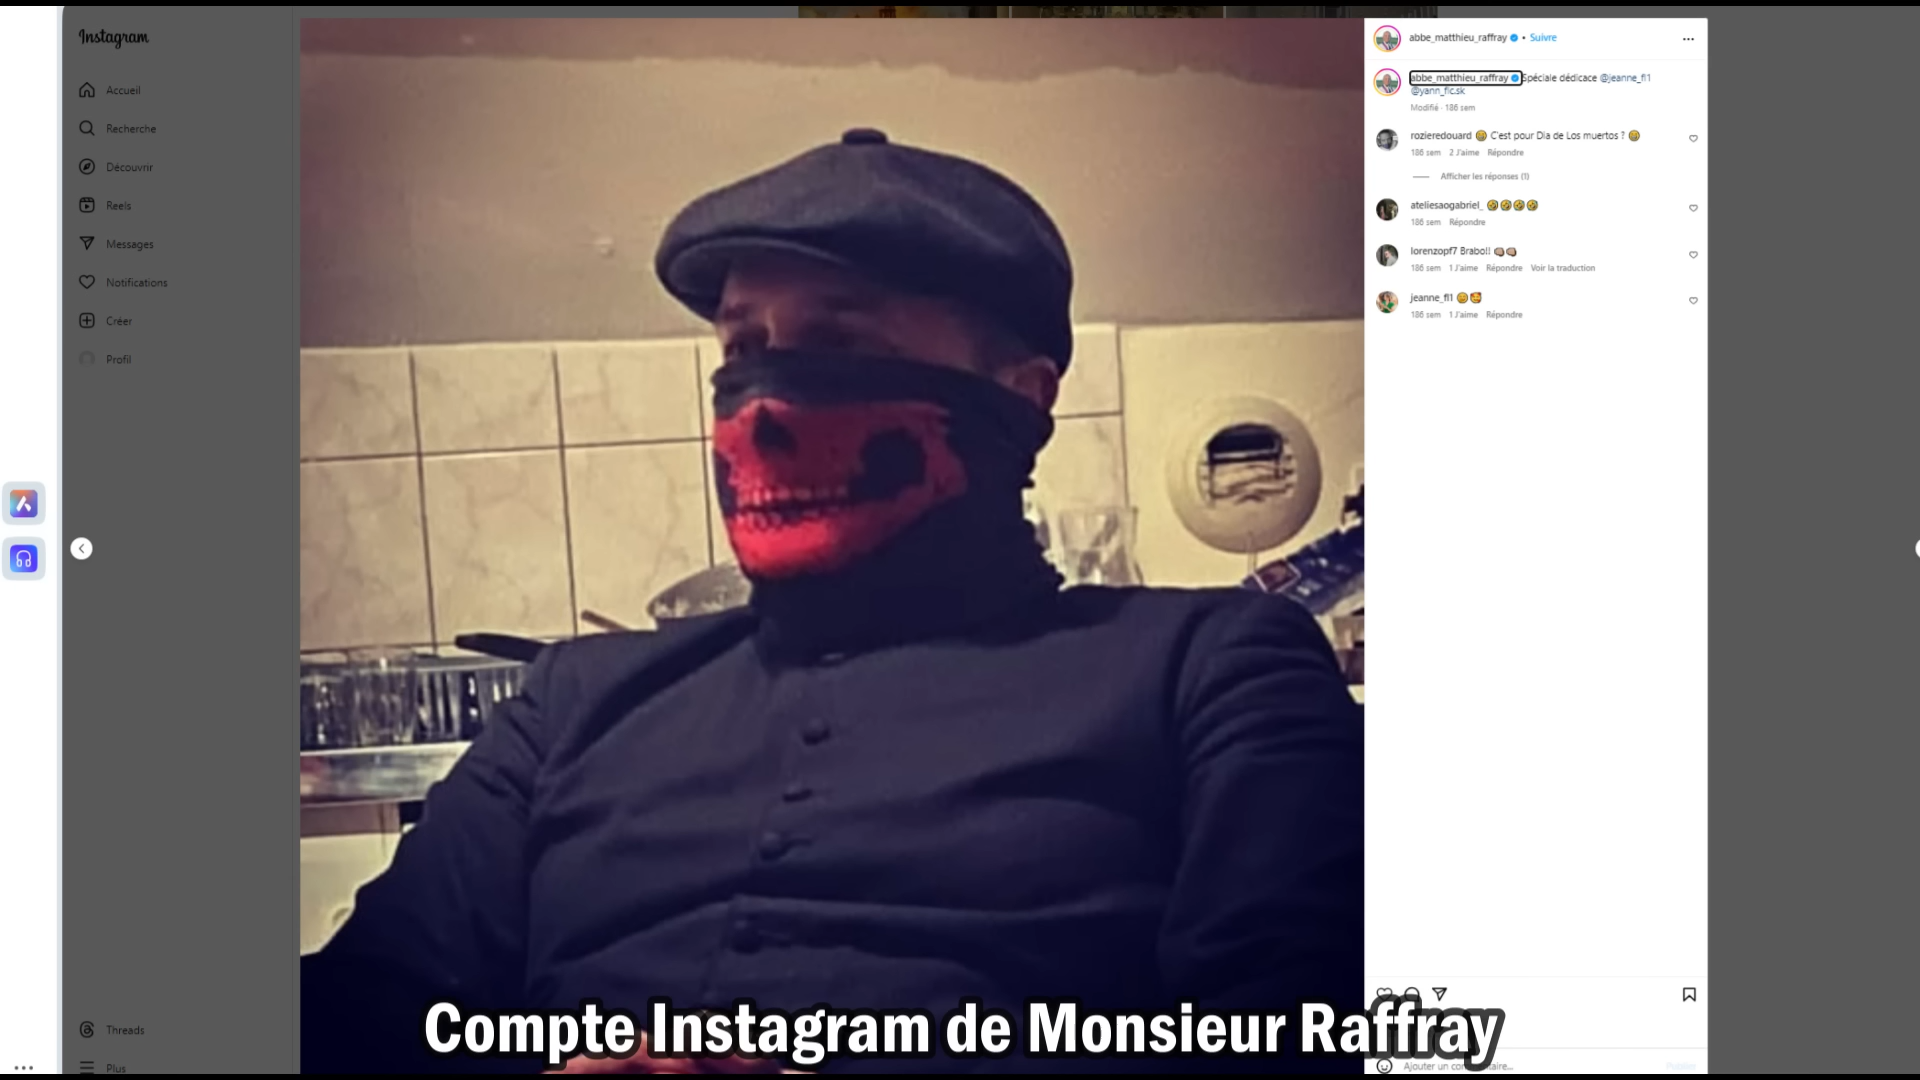 Instagram
Accueil
Recherche
Découvrir
Reels
Messages
Notifications
Créer
Profil
Threads
Plus
abbe_matthieu_raffray • Suivre
abbe_matthieu_raffray Spéciale dédicace @jeanne_fl1
@yann_flc.sk
Modifié · 186 sem
rozieredouard C'est pour Dia de Los muertos ?
186 sem 2 J'aime Répondre
Afficher les réponses (1)
ateliesaogabriel_
186 sem Répondre
lorenzopf7 Brabo!!
186 sem 1 J'aime Répondre Voir la traduction
jeanne_fl1
186 sem 1 J'aime Répondre
Compte Instagram de Monsieur Raffray